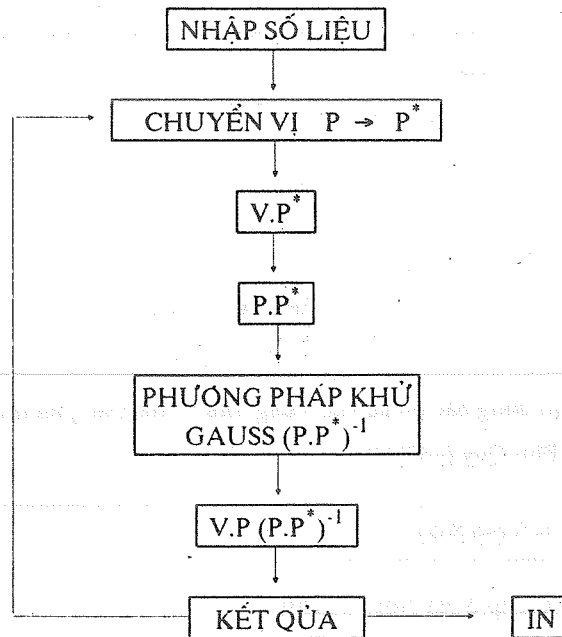 NHẬP SỐ LIỆU
CHUYỂN VỊ P → P*
V.P*
P.P*
PHƯƠNG PHÁP KHỬ
GAUSS (P.P*)⁻¹
V.P (P.P*)⁻¹
KẾT QỦA
IN